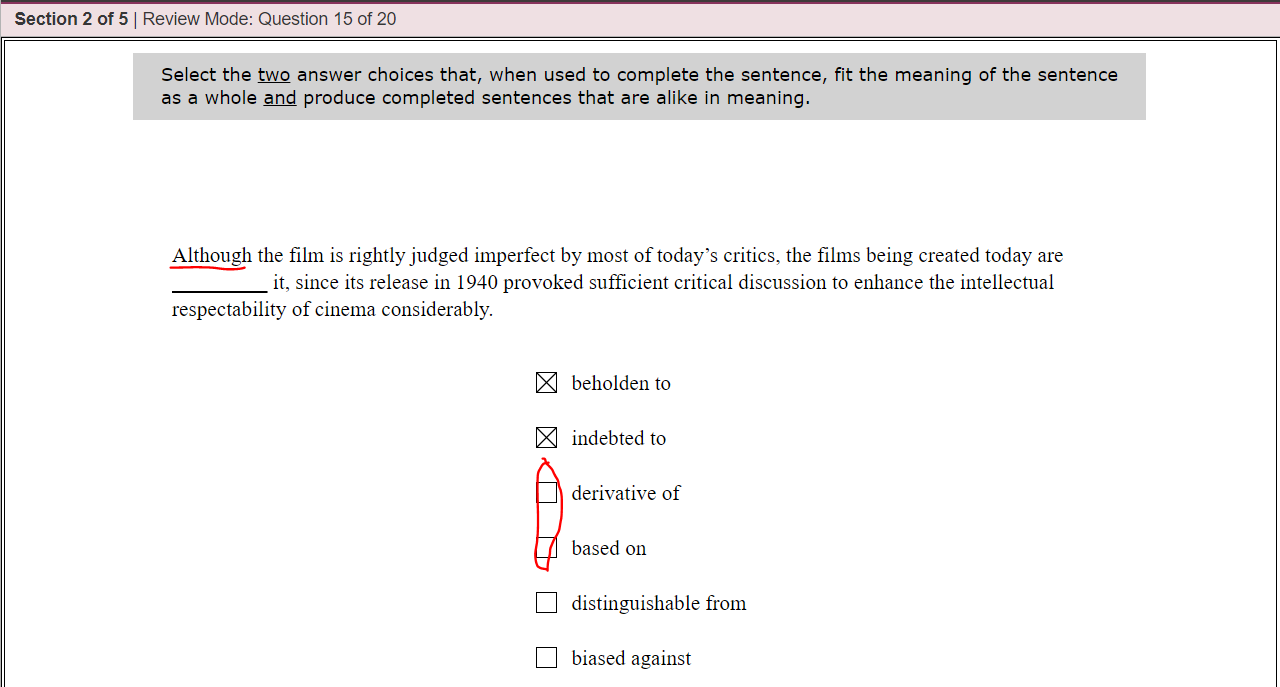 Section 2 of 5 | Review Mode: Question 15 of 20
Select the two answer choices that, when used to complete the sentence, fit the meaning of the sentence
as a whole and produce completed sentences that are alike in meaning.
Although the film is rightly judged imperfect by most of today’s critics, the films being created today are
__________ it, since its release in 1940 provoked sufficient critical discussion to enhance the intellectual
respectability of cinema considerably.
beholden to
indebted to
derivative of
based on
distinguishable from
biased against